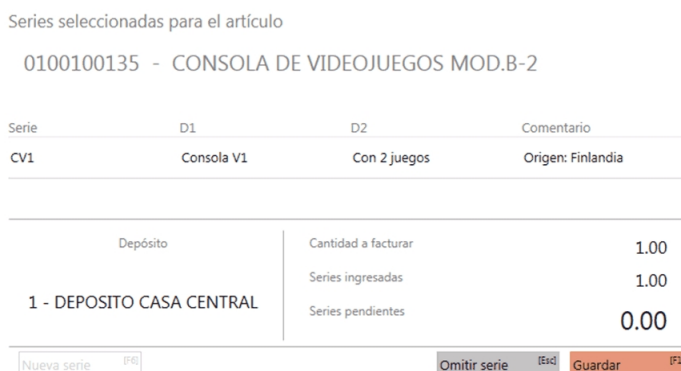 Series seleccionadas para el artículo
0100100135 - CONSOLA DE VIDEOJUEGOS MOD.B-2
Serie D1 D2 Comentario
CV1 Consola V1 Con 2 juegos Origen: Finlandia
Depósito
1 - DEPOSITO CASA CENTRAL
Cantidad a facturar 1.00
Series ingresadas 1.00
Series pendientes 0.00
Nueva serie [F6] Omitir serie [Esc] Guardar